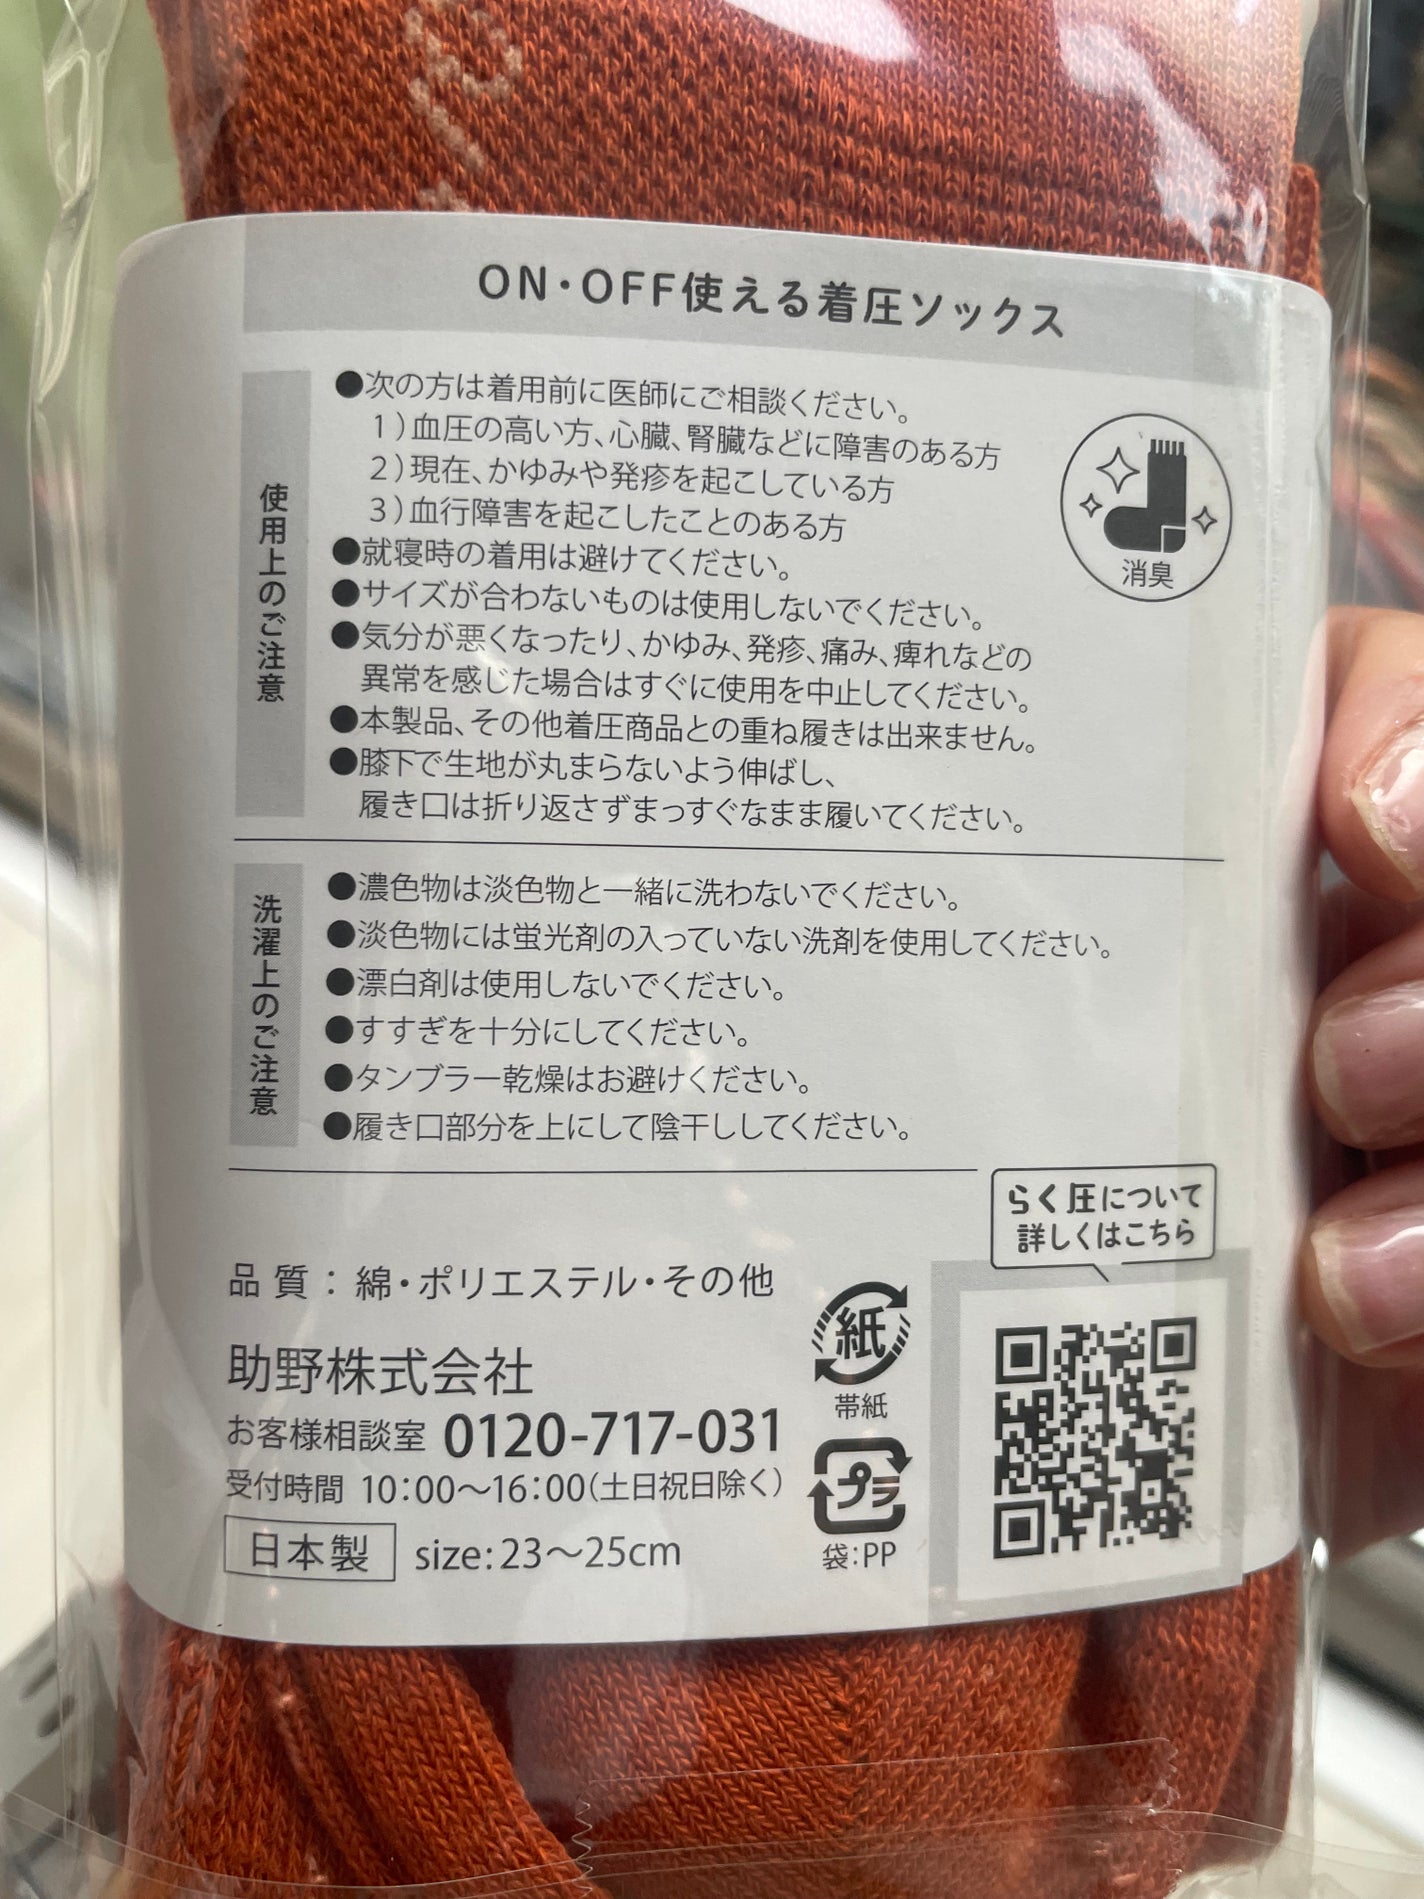 ON・OFF使える着圧ソックス
使用上のご注意
●次の方は着用前に医師にご相談ください。
1）血圧の高い方、心臓、腎臓などに障害のある方
2）現在、かゆみや発疹を起こしている方
3）血行障害を起こしたことのある方
●就寝時の着用は避けてください。
●サイズが合わないものは使用しないでください。
●気分が悪くなったり、かゆみ、発疹、痛み、痺れなどの
異常を感じた場合はすぐに使用を中止してください。
●本製品、その他着圧商品との重ね履きは出来ません。
●膝下で生地が丸まらないよう伸ばし、
履き口は折り返さずまっすぐなまま履いてください。
消臭
洗濯上のご注意
●濃色物は淡色物と一緒に洗わないでください。
●淡色物には蛍光剤の入っていない洗剤を使用してください。
●漂白剤は使用しないでください。
●すすぎを十分にしてください。
●タンブラー乾燥はお避けください。
●履き口部分を上にして陰干ししてください。
らく圧について
詳しくはこちら
品質：綿・ポリエステル・その他
助野株式会社
お客様相談室 0120-717-031
受付時間 10：00〜16：00（土日祝日除く）
日本製 size：23〜25cm
紙
帯紙
プラ
袋：PP